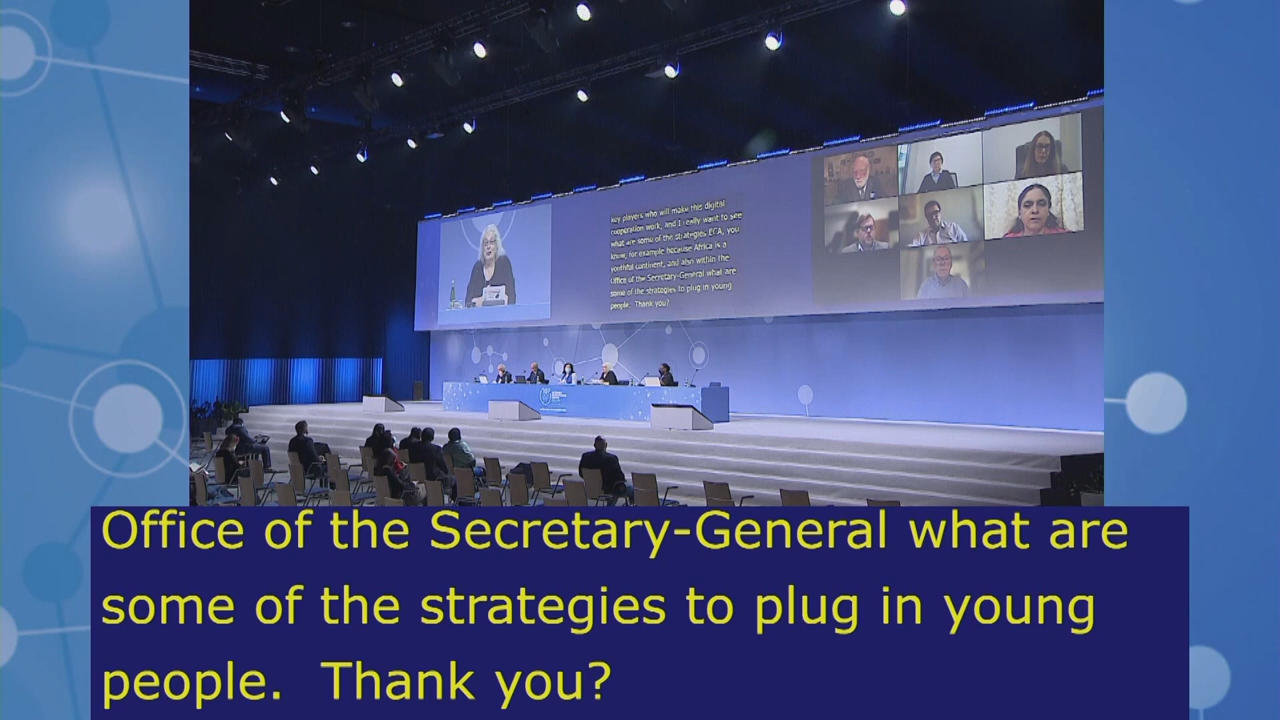 key players who will make this digital
cooperation work, and I really want to see
what are some of the strategies ECA, you
know, for example because Africa is a
youthful continent, and also within the
Office of the Secretary-General what are
some of the strategies to plug in young
people. Thank you?
Office of the Secretary-General what are
some of the strategies to plug in young
people. Thank you?